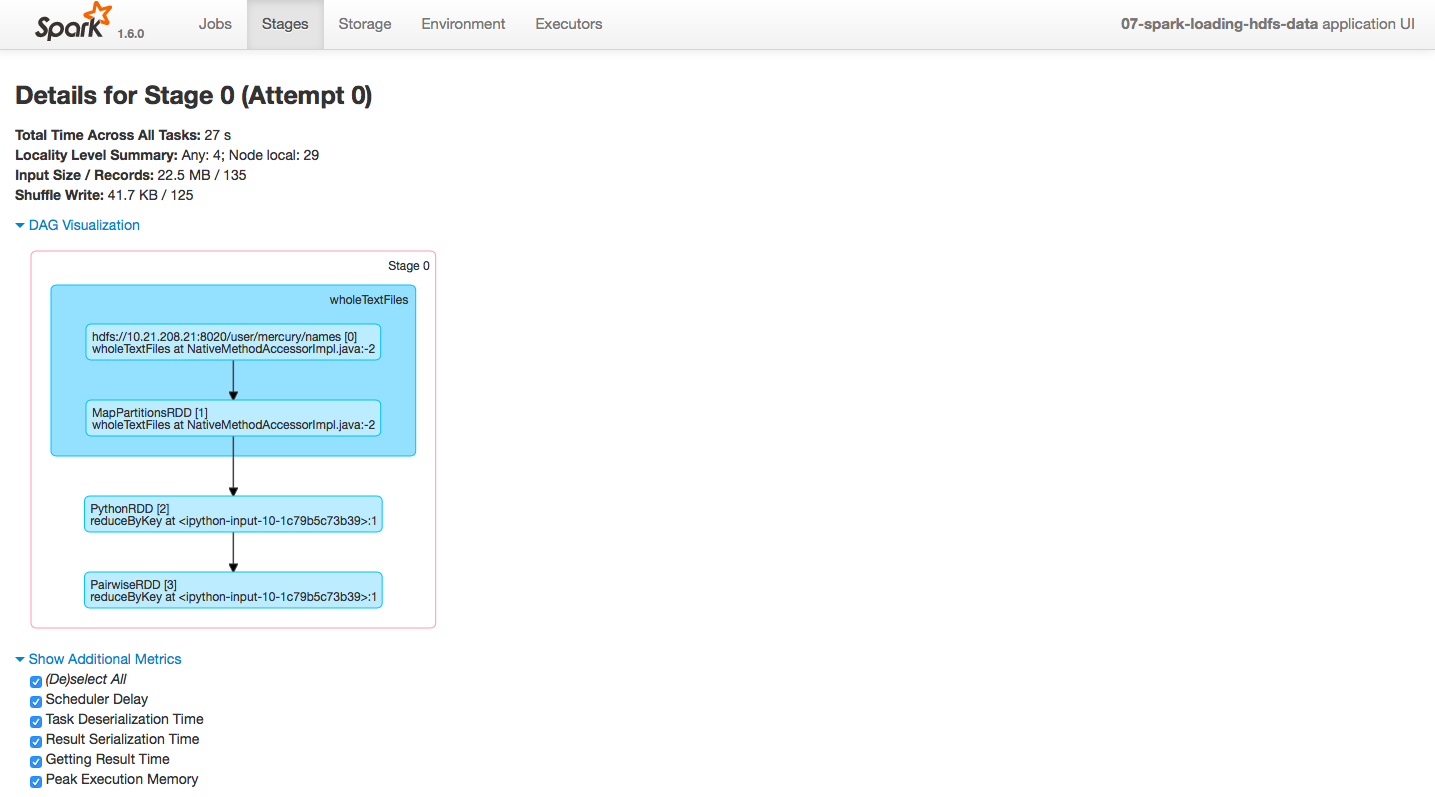 Spark 1.6.0 Jobs Stages Storage Environment Executors 07-spark-loading-hdfs-data application UI
Details for Stage 0 (Attempt 0)
Total Time Across All Tasks: 27 s
Locality Level Summary: Any: 4; Node local: 29
Input Size / Records: 22.5 MB / 135
Shuffle Write: 41.7 KB / 125
DAG Visualization
Stage 0
wholeTextFiles
hdfs://10.21.208.21:8020/user/mercury/names [0]
wholeTextFiles at NativeMethodAccessorImpl.java:-2
MapPartitionsRDD [1]
wholeTextFiles at NativeMethodAccessorImpl.java:-2
PythonRDD [2]
reduceByKey at <ipython-input-10-1c79b5c73b39>:1
PairwiseRDD [3]
reduceByKey at <ipython-input-10-1c79b5c73b39>:1
Show Additional Metrics
(De)select All
Scheduler Delay
Task Deserialization Time
Result Serialization Time
Getting Result Time
Peak Execution Memory